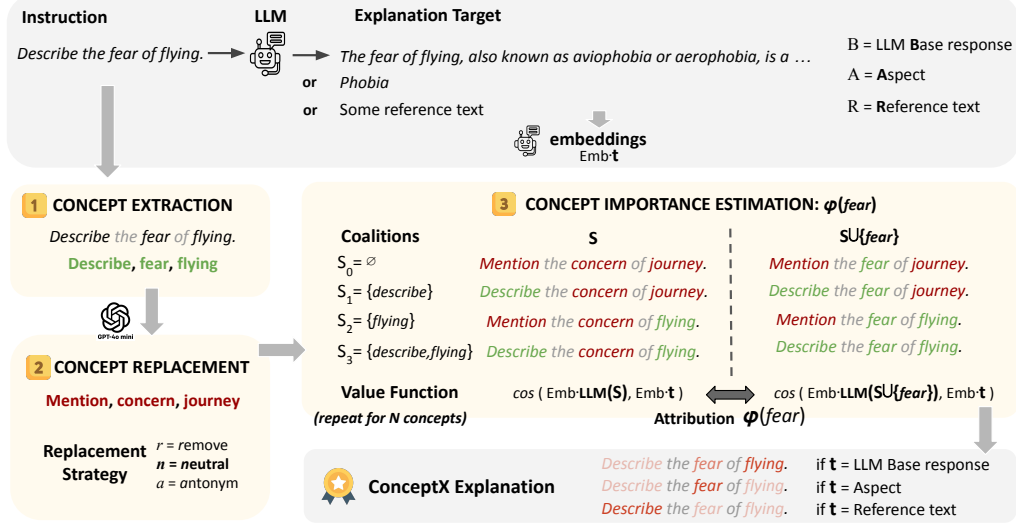 Instruction
LLM
Explanation Target
Describe the fear of flying.
The fear of flying, also known as aviophobia or aerophobia, is a ...
or Phobia
or Some reference text
B = LLM Base response
A = Aspect
R = Reference text
embeddings
Emb·t
1 CONCEPT EXTRACTION
Describe the fear of flying.
Describe, fear, flying
GPT-4o mini
2 CONCEPT REPLACEMENT
Mention, concern, journey
Replacement Strategy
r = remove
n = neutral
a = antonym
3 CONCEPT IMPORTANCE ESTIMATION: φ(fear)
Coalitions S S∪{fear}
S0= ∅ Mention the concern of journey. Mention the fear of journey.
S1= {describe} Describe the concern of journey. Describe the fear of journey.
S2= {flying} Mention the concern of flying. Mention the fear of flying.
S3= {describe,flying} Describe the concern of flying. Describe the fear of flying.
Value Function cos ( Emb·LLM(S), Emb·t ) cos ( Emb·LLM(S∪{fear}), Emb·t )
(repeat for N concepts) Attribution φ(fear)
ConceptX Explanation
Describe the fear of flying. if t = LLM Base response
Describe the fear of flying. if t = Aspect
Describe the fear of flying. if t = Reference text